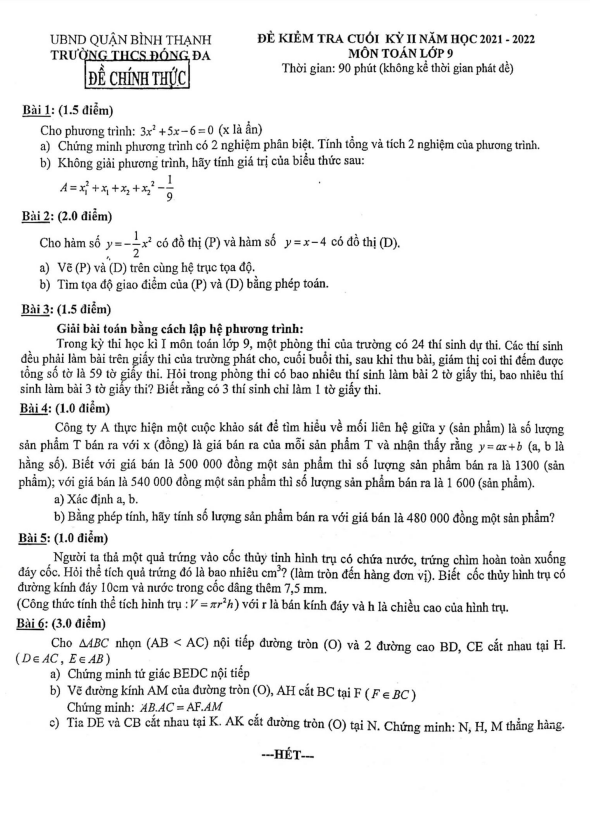 UBND QUẬN BÌNH THẠNH
TRƯỜNG THCS ĐỐNG ĐA
ĐỀ CHÍNH THỨC
ĐỀ KIỂM TRA CUỐI KỲ II NĂM HỌC 2021 - 2022
MÔN TOÁN LỚP 9
Thời gian: 90 phút (không kể thời gian phát đề)
Bài 1: (1.5 điểm)
Cho phương trình: 3x² + 5x − 6 = 0 (x là ẩn)
a) Chứng minh phương trình có 2 nghiệm phân biệt. Tính tổng và tích 2 nghiệm của phương trình.
b) Không giải phương trình, hãy tính giá trị của biểu thức sau:
A = x₁² + x₁ + x₂ + x₂² − 1/9
Bài 2: (2.0 điểm)
Cho hàm số y = −1/2 x² có đồ thị (P) và hàm số y = x − 4 có đồ thị (D).
a) Vẽ (P) và (D) trên cùng hệ trục tọa độ.
b) Tìm tọa độ giao điểm của (P) và (D) bằng phép toán.
Bài 3: (1.5 điểm)
Giải bài toán bằng cách lập hệ phương trình:
Trong kỳ thi học kì I môn toán lớp 9, một phòng thi của trường có 24 thí sinh dự thi. Các thí sinh
đều phải làm bài trên giấy thi của trường phát cho, cuối buổi thi, sau khi thu bài, giám thị coi thi đếm được
tổng số tờ là 59 tờ giấy thi. Hỏi trong phòng thi có bao nhiêu thí sinh làm bài 2 tờ giấy thi, bao nhiêu thí
sinh làm bài 3 tờ giấy thi? Biết rằng có 3 thí sinh chỉ làm 1 tờ giấy thi.
Bài 4: (1.0 điểm)
Công ty A thực hiện một cuộc khảo sát để tìm hiểu về mối liên hệ giữa y (sản phẩm) là số lượng
sản phẩm T bán ra với x (đồng) là giá bán ra của mỗi sản phẩm T và nhận thấy rằng y = ax + b (a, b là
hằng số). Biết với giá bán là 500 000 đồng một sản phẩm thì số lượng sản phẩm bán ra là 1300 (sản
phẩm); với giá bán là 540 000 đồng một sản phẩm thì số lượng sản phẩm bán ra là 1 600 (sản phẩm).
a) Xác định a, b.
b) Bằng phép tính, hãy tính số lượng sản phẩm bán ra với giá bán là 480 000 đồng một sản phẩm?
Bài 5: (1.0 điểm)
Người ta thả một quả trứng vào cốc thủy tinh hình trụ có chứa nước, trứng chìm hoàn toàn xuống
đáy cốc. Hỏi thể tích quả trứng đó là bao nhiêu cm³? (làm tròn đến hàng đơn vị). Biết cốc thủy hình trụ có
đường kính đáy 10cm và nước trong cốc dâng thêm 7,5 mm.
(Công thức tính thể tích hình trụ : V = πr²h) với r là bán kính đáy và h là chiều cao của hình trụ.
Bài 6: (3.0 điểm)
Cho ΔABC nhọn (AB < AC) nội tiếp đường tròn (O) và 2 đường cao BD, CE cắt nhau tại H.
(D∈AC, E∈AB)
a) Chứng minh tứ giác BEDC nội tiếp
b) Vẽ đường kính AM của đường tròn (O), AH cắt BC tại F (F∈BC)
Chứng minh: AB.AC = AF.AM
c) Tia DE và CB cắt nhau tại K. AK cắt đường tròn (O) tại N. Chứng minh: N, H, M thẳng hàng.
---HẾT---